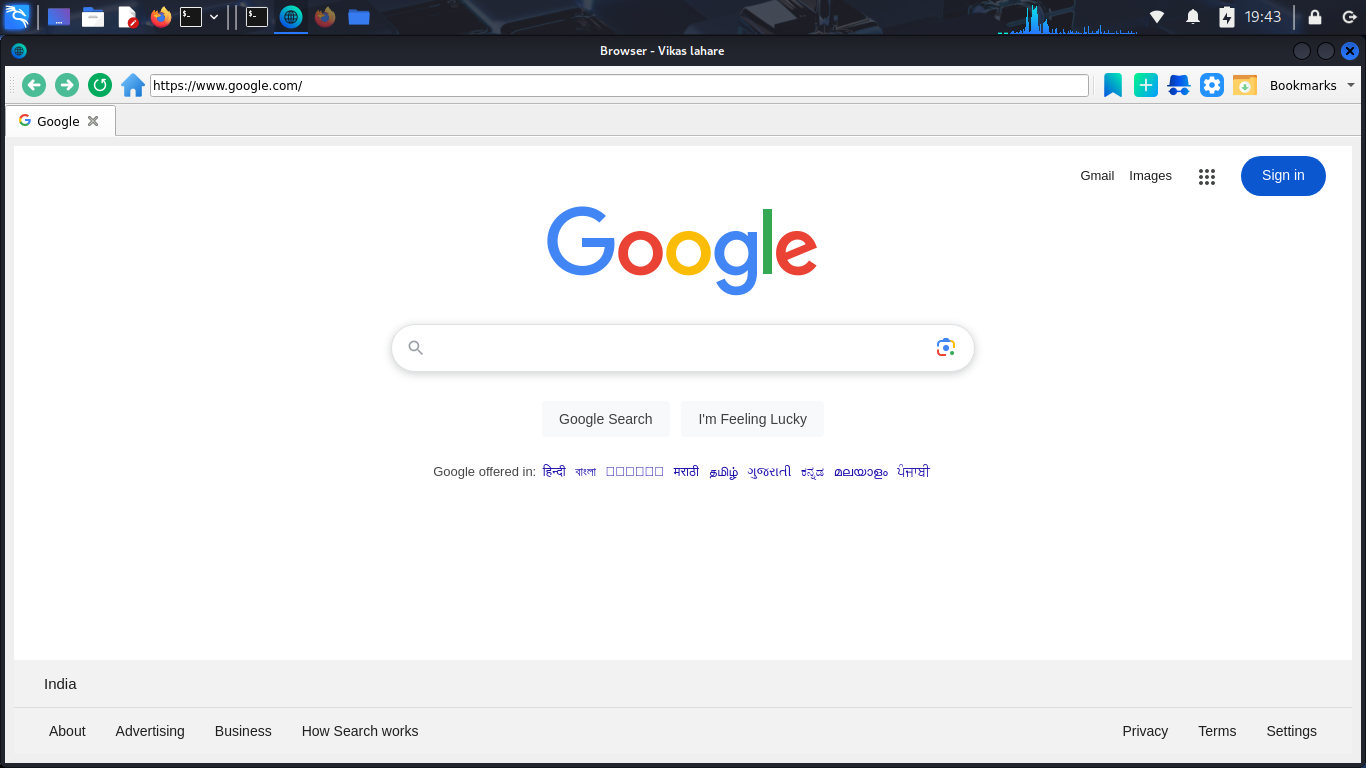 19:43
Browser - Vikas lahare
https://www.google.com/
Bookmarks
Google
Gmail Images Sign in
Google
Google Search I'm Feeling Lucky
Google offered in: हिन्दी বাংলা □□□□□□ मराठी தமிழ் ગુજરાતી ಕನ್ನಡ മലയാളം ਪੰਜਾਬੀ
India
About Advertising Business How Search works Privacy Terms Settings